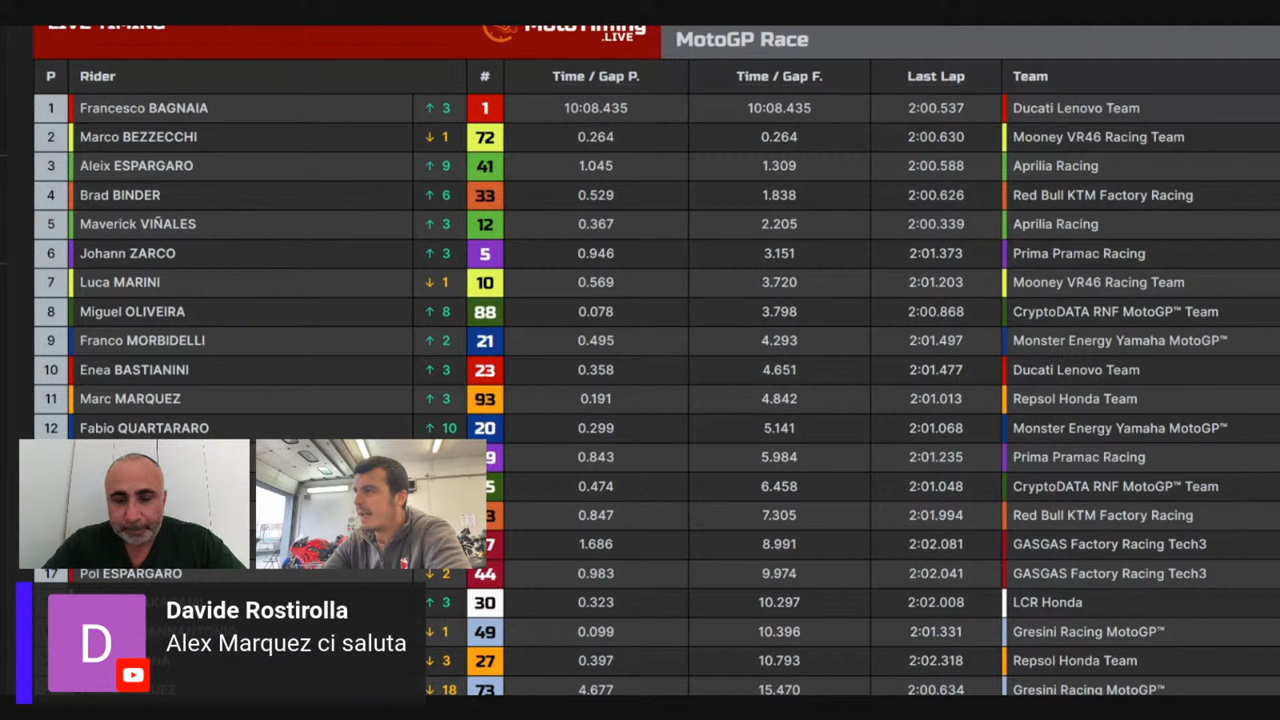 LIVE TIMING
MotoTiming
.LIVE
MotoGP Race
P Rider # Time / Gap P. Time / Gap F. Last Lap Team
1 Francesco BAGNAIA ↑ 3 1 10:08.435 10:08.435 2:00.537 Ducati Lenovo Team
2 Marco BEZZECCHI ↓ 1 72 0.264 0.264 2:00.630 Mooney VR46 Racing Team
3 Aleix ESPARGARO ↑ 9 41 1.045 1.309 2:00.588 Aprilia Racing
4 Brad BINDER ↑ 6 33 0.529 1.838 2:00.626 Red Bull KTM Factory Racing
5 Maverick VIÑALES ↑ 3 12 0.367 2.205 2:00.339 Aprilia Racing
6 Johann ZARCO ↑ 3 5 0.946 3.151 2:01.373 Prima Pramac Racing
7 Luca MARINI ↓ 1 10 0.569 3.720 2:01.203 Mooney VR46 Racing Team
8 Miguel OLIVEIRA ↑ 8 88 0.078 3.798 2:00.868 CryptoDATA RNF MotoGP™ Team
9 Franco MORBIDELLI ↑ 2 21 0.495 4.293 2:01.497 Monster Energy Yamaha MotoGP™
10 Enea BASTIANINI ↑ 3 23 0.358 4.651 2:01.477 Ducati Lenovo Team
11 Marc MARQUEZ ↑ 3 93 0.191 4.842 2:01.013 Repsol Honda Team
12 Fabio QUARTARARO ↑ 10 20 0.299 5.141 2:01.068 Monster Energy Yamaha MotoGP™
9 0.843 5.984 2:01.235 Prima Pramac Racing
5 0.474 6.458 2:01.048 CryptoDATA RNF MotoGP™ Team
3 0.847 7.305 2:01.994 Red Bull KTM Factory Racing
7 1.686 8.991 2:02.081 GASGAS Factory Racing Tech3
17 Pol ESPARGARO ↓ 2 44 0.983 9.974 2:02.041 GASGAS Factory Racing Tech3
↑ 3 30 0.323 10.297 2:02.008 LCR Honda
↓ 1 49 0.099 10.396 2:01.331 Gresini Racing MotoGP™
↓ 3 27 0.397 10.793 2:02.318 Repsol Honda Team
↓ 18 73 4.677 15.470 2:00.634 Gresini Racing MotoGP™
D
Davide Rostirolla
Alex Marquez ci saluta